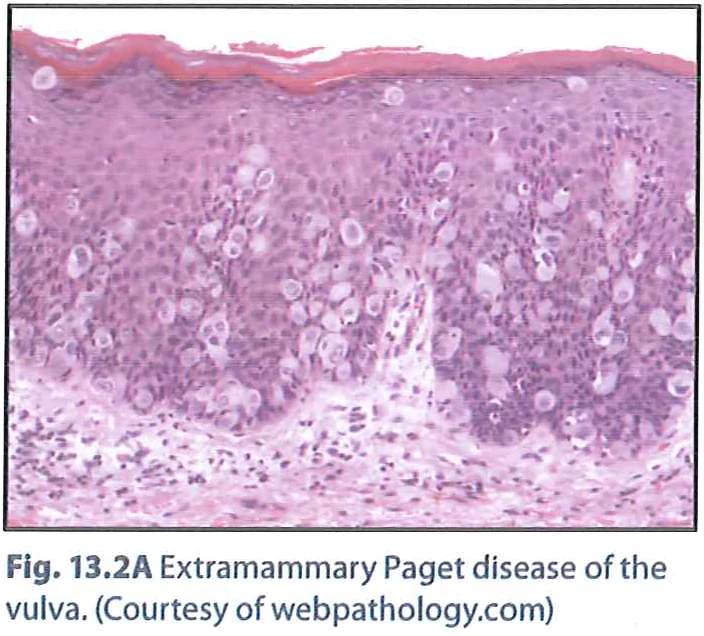 Fig. 13.2A Extramammary Paget disease of the
vulva. (Courtesy of webpathology.com)